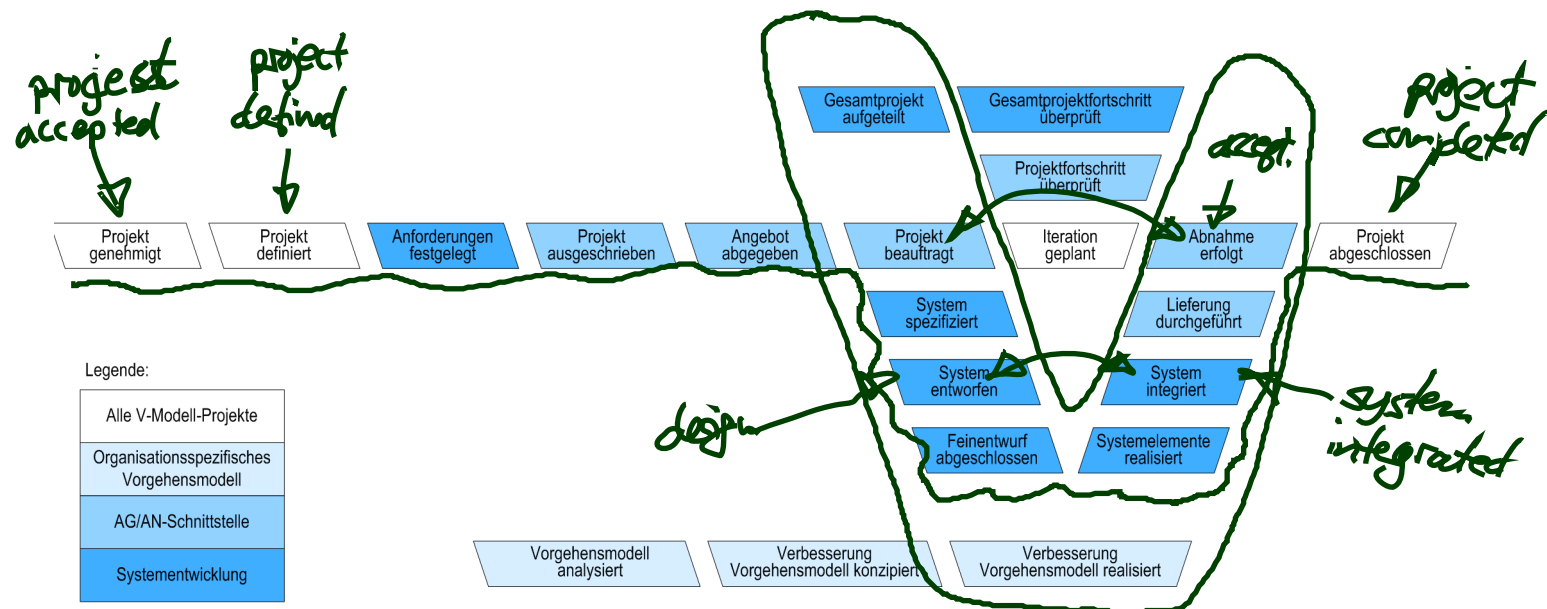 projesst
accepted
project
defind
Gesamtprojekt
aufgeteilt
Gesamtprojektfortschritt
überprüft
project
completed
accept.
Projektfortschritt
überprüft
Projekt
genehmigt
Projekt
definiert
Anforderungen
festgelegt
Projekt
ausgeschrieben
Angebot
abgegeben
Projekt
beauftragt
Iteration
geplant
Abnahme
erfolgt
Projekt
abgeschlossen
System
spezifiziert
Lieferung
durchgeführt
System
entworfen
System
integriert
design
system
integrated
Feinentwurf
abgeschlossen
Systemelemente
realisiert
Legende:
Alle V-Modell-Projekte
Organisationsspezifisches
Vorgehensmodell
AG/AN-Schnittstelle
Systementwicklung
Vorgehensmodell
analysiert
Verbesserung
Vorgehensmodell konzipiert
Verbesserung
Vorgehensmodell realisiert